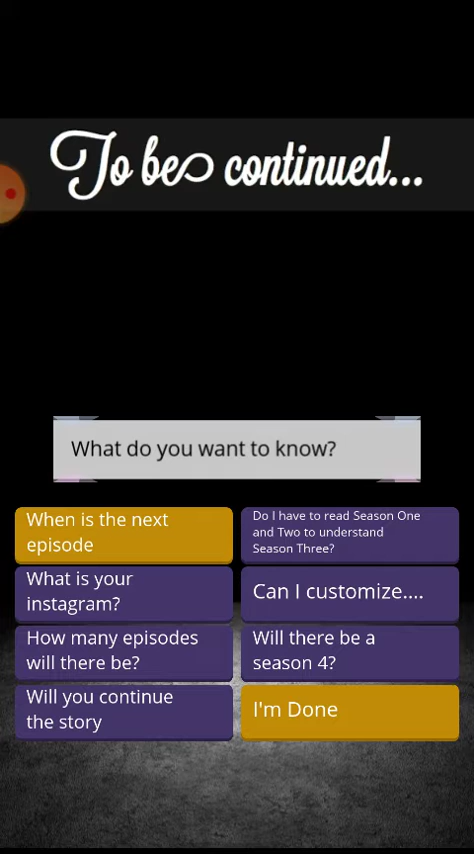 To be continued...
What do you want to know?
When is the next
episode
Do I have to read Season One
and Two to understand
Season Three?
What is your
instagram?
Can I customize....
How many episodes
will there be?
Will there be a
season 4?
Will you continue
the story
I'm Done